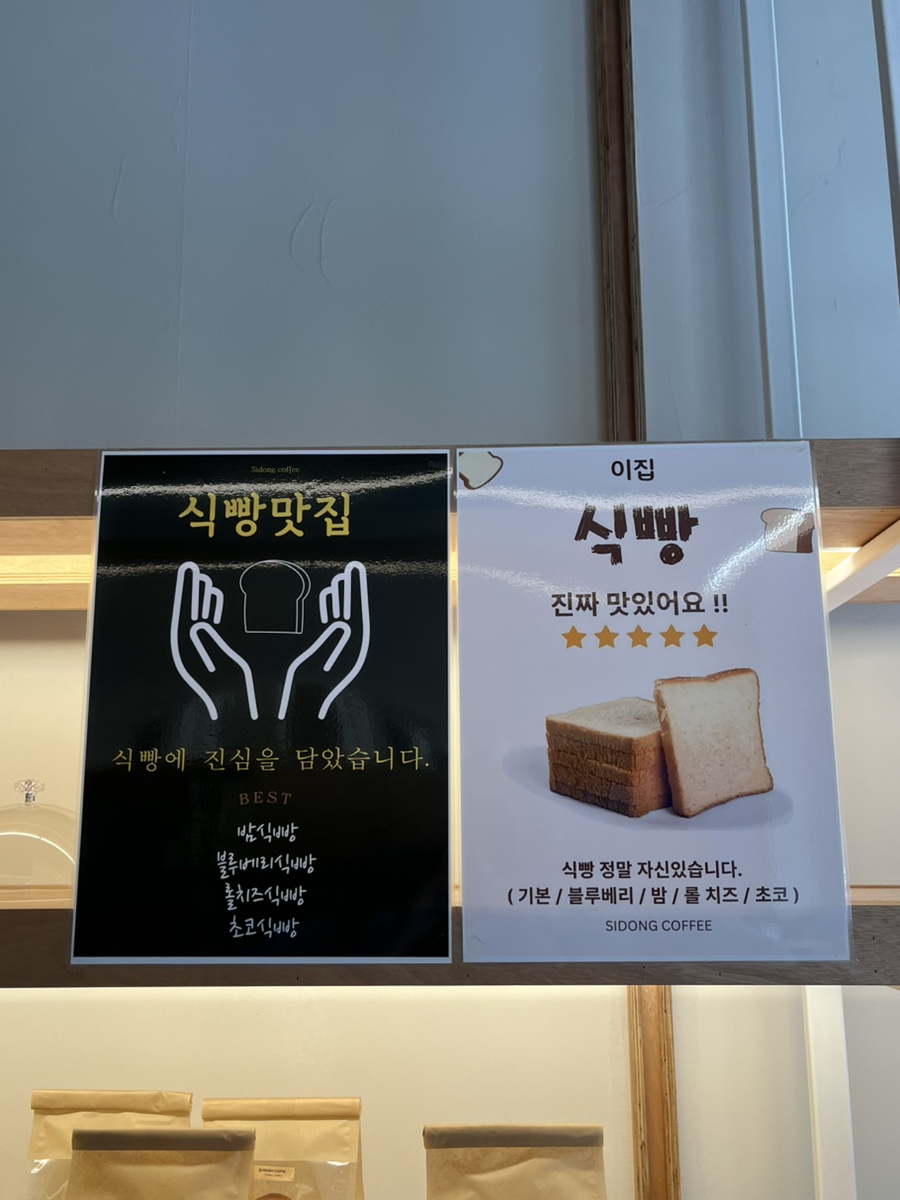 Sidong coffee
식빵맛집
식빵에 진심을 담았습니다.
BEST
밤식빵
블루베리식빵
롤치즈식빵
초코식빵
이집
식빵
진짜 맛있어요 !!
식빵 정말 자신있습니다.
( 기본 / 블루베리 / 밤 / 롤 치즈 / 초코 )
SIDONG COFFEE